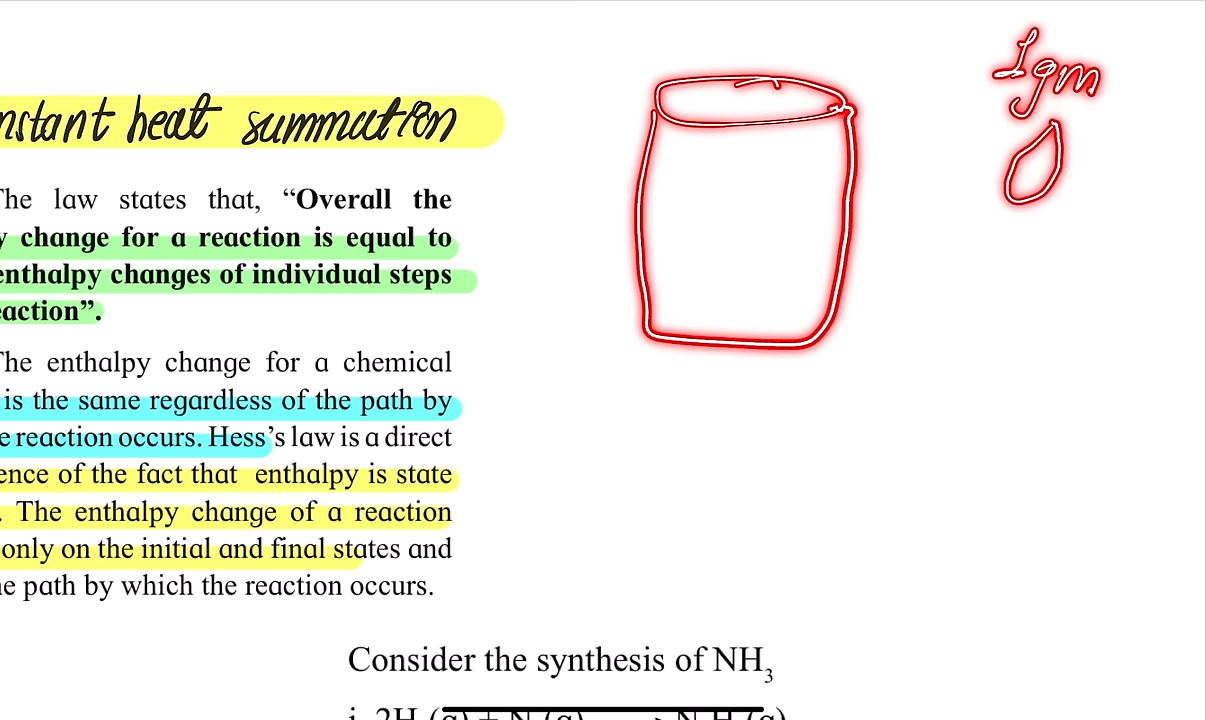 nstant heat summation
1gm
The law states that, “Overall the
y change for a reaction is equal to
enthalpy changes of individual steps
eaction”.
The enthalpy change for a chemical
is the same regardless of the path by
e reaction occurs. Hess’s law is a direct
ence of the fact that enthalpy is state
. The enthalpy change of a reaction
only on the initial and final states and
he path by which the reaction occurs.
Consider the synthesis of NH₃